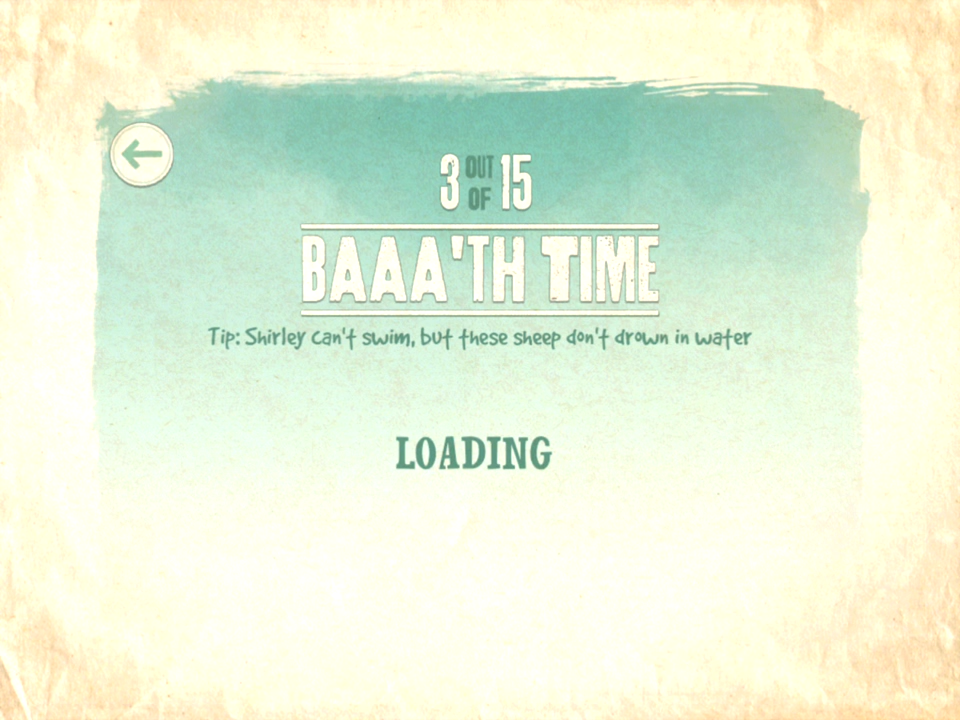 3 OUT OF 15
BAAA'TH TIME
Tip: Shirley can't swim, but these sheep don't drown in water
LOADING